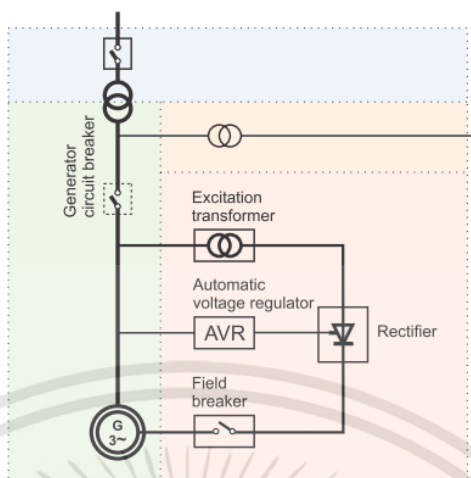 Generator
circuit breaker
Excitation
transformer
Automatic
voltage regulator
AVR
Rectifier
Field
breaker
G
3~